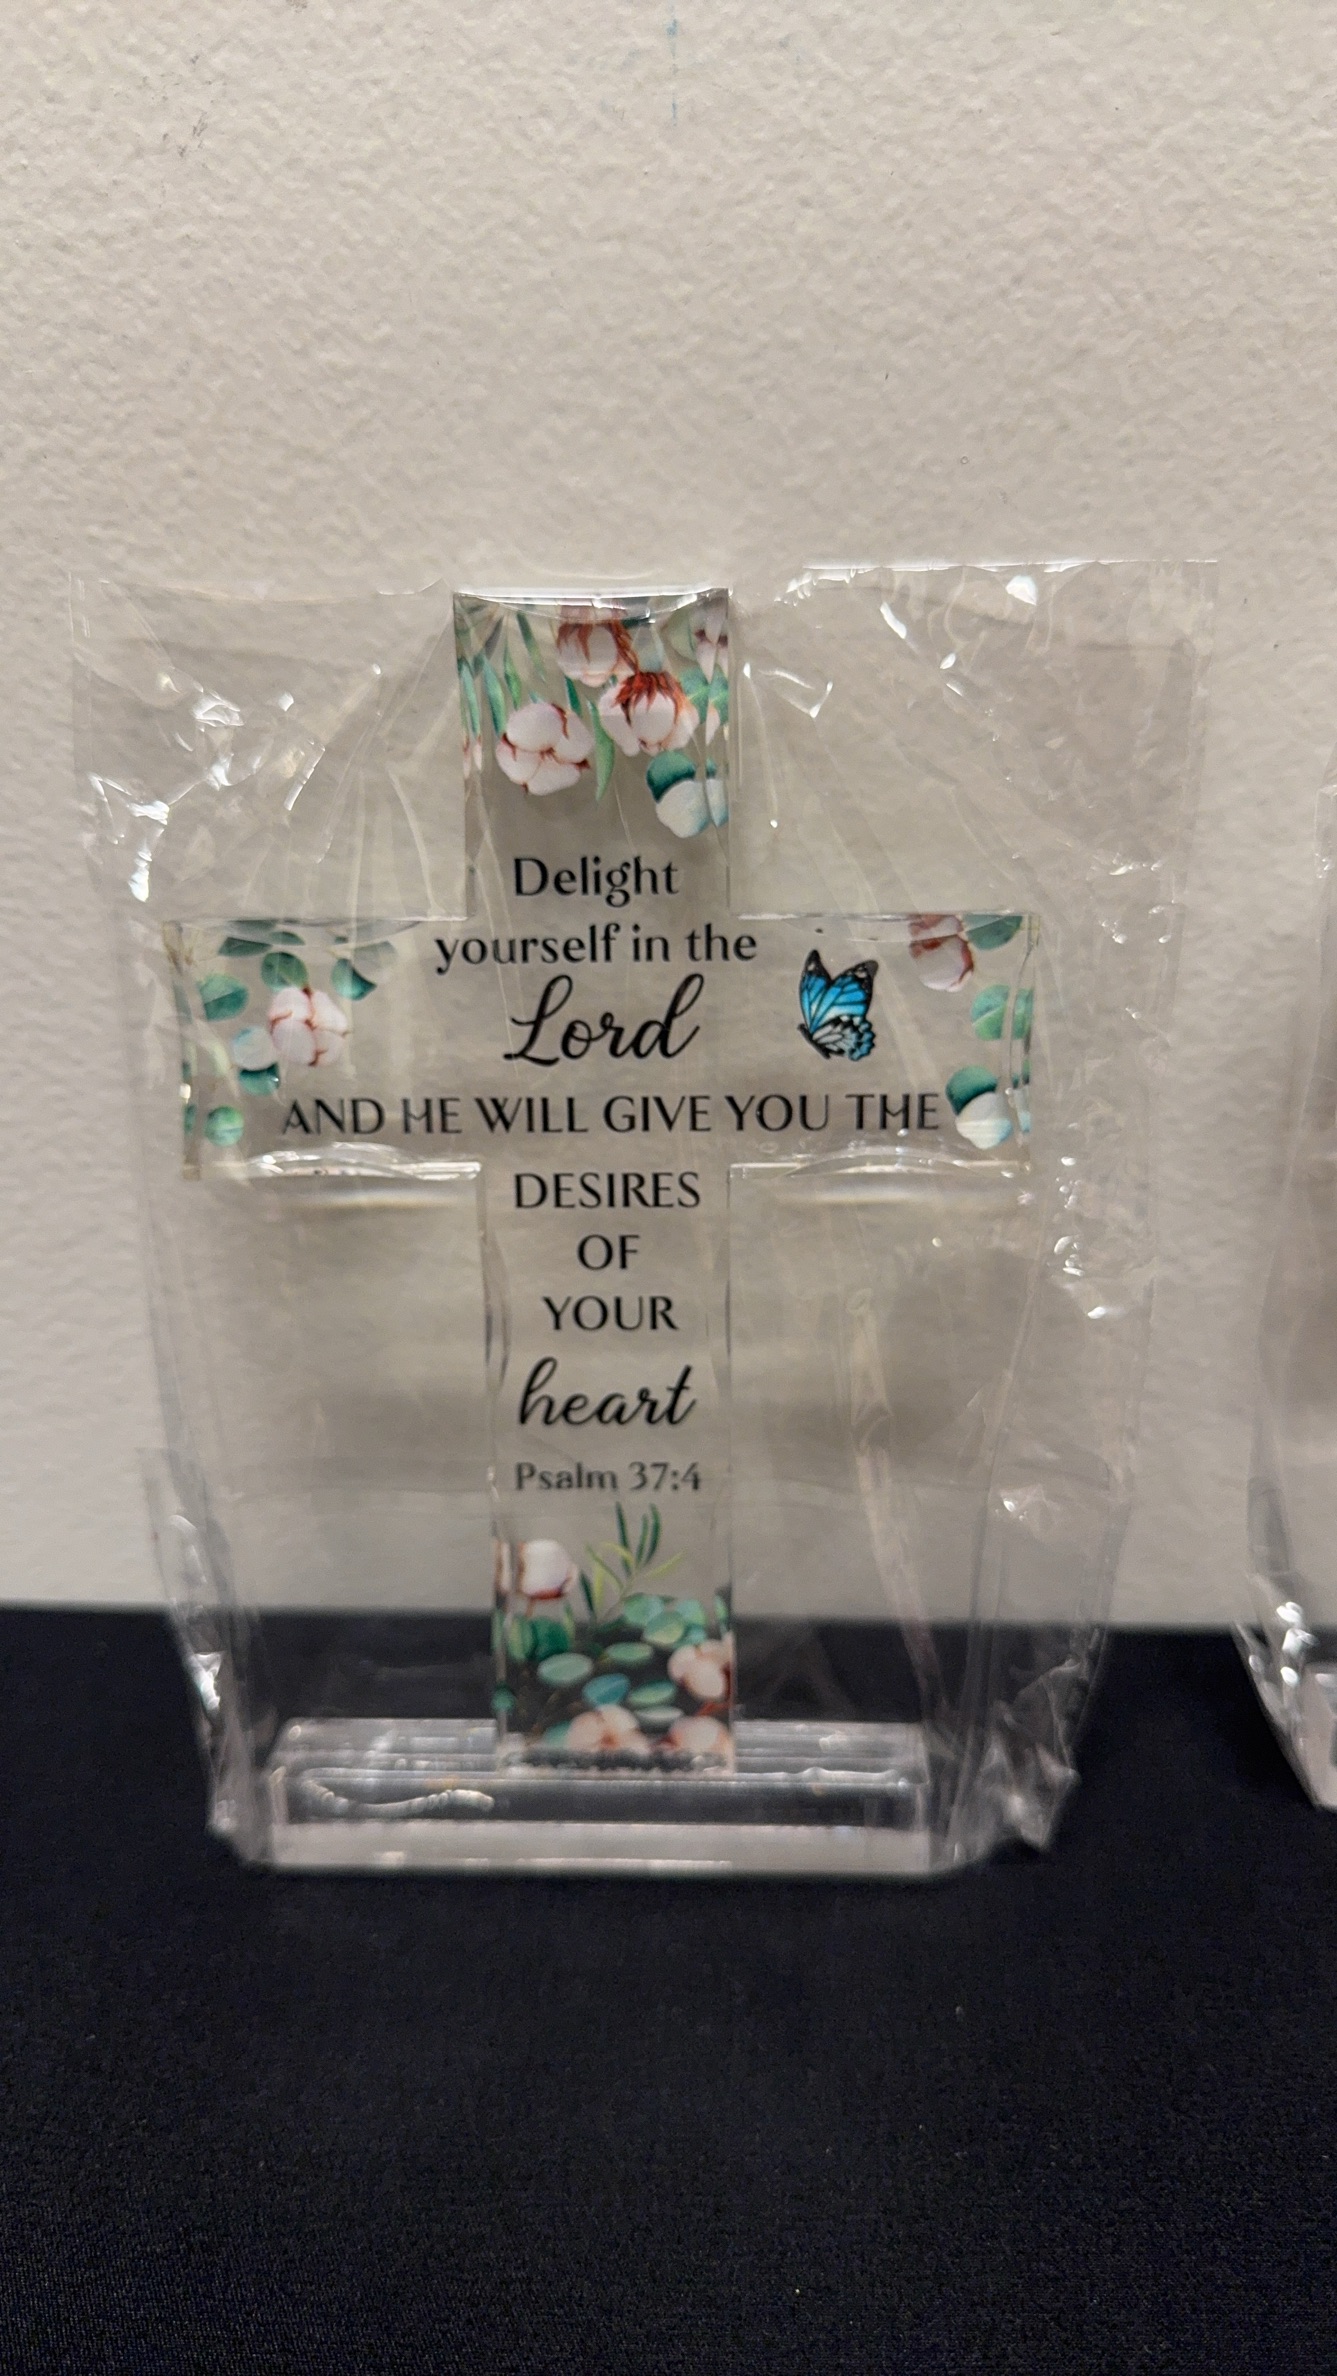 Delight
yourself in the
Lord
AND HE WILL GIVE YOU THE
DESIRES
OF
YOUR
heart
Psalm 37:4